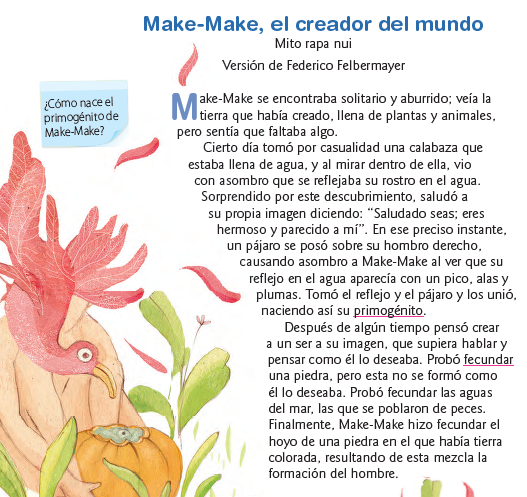 Make-Make, el creador del mundo
Mito rapa nui
Versión de Federico Felbermayer
¿Cómo nace el
primogénito de
Make-Make?
Make-Make se encontraba solitario y aburrido; veía la
tierra que había creado, llena de plantas y animales,
pero sentía que faltaba algo.
Cierto día tomó por casualidad una calabaza que
estaba llena de agua, y al mirar dentro de ella, vio
con asombro que se reflejaba su rostro en el agua.
Sorprendido por este descubrimiento, saludó a
su propia imagen diciendo: “Saludado seas; eres
hermoso y parecido a mí”. En ese preciso instante,
un pájaro se posó sobre su hombro derecho,
causando asombro a Make-Make al ver que su
reflejo en el agua aparecía con un pico, alas y
plumas. Tomó el reflejo y el pájaro y los unió,
naciendo así su primogénito.
Después de algún tiempo pensó crear
a un ser a su imagen, que supiera hablar y
pensar como él lo deseaba. Probó fecundar
una piedra, pero esta no se formó como
él lo deseaba. Probó fecundar las aguas
del mar, las que se poblaron de peces.
Finalmente, Make-Make hizo fecundar el
hoyo de una piedra en el que había tierra
colorada, resultando de esta mezcla la
formación del hombre.